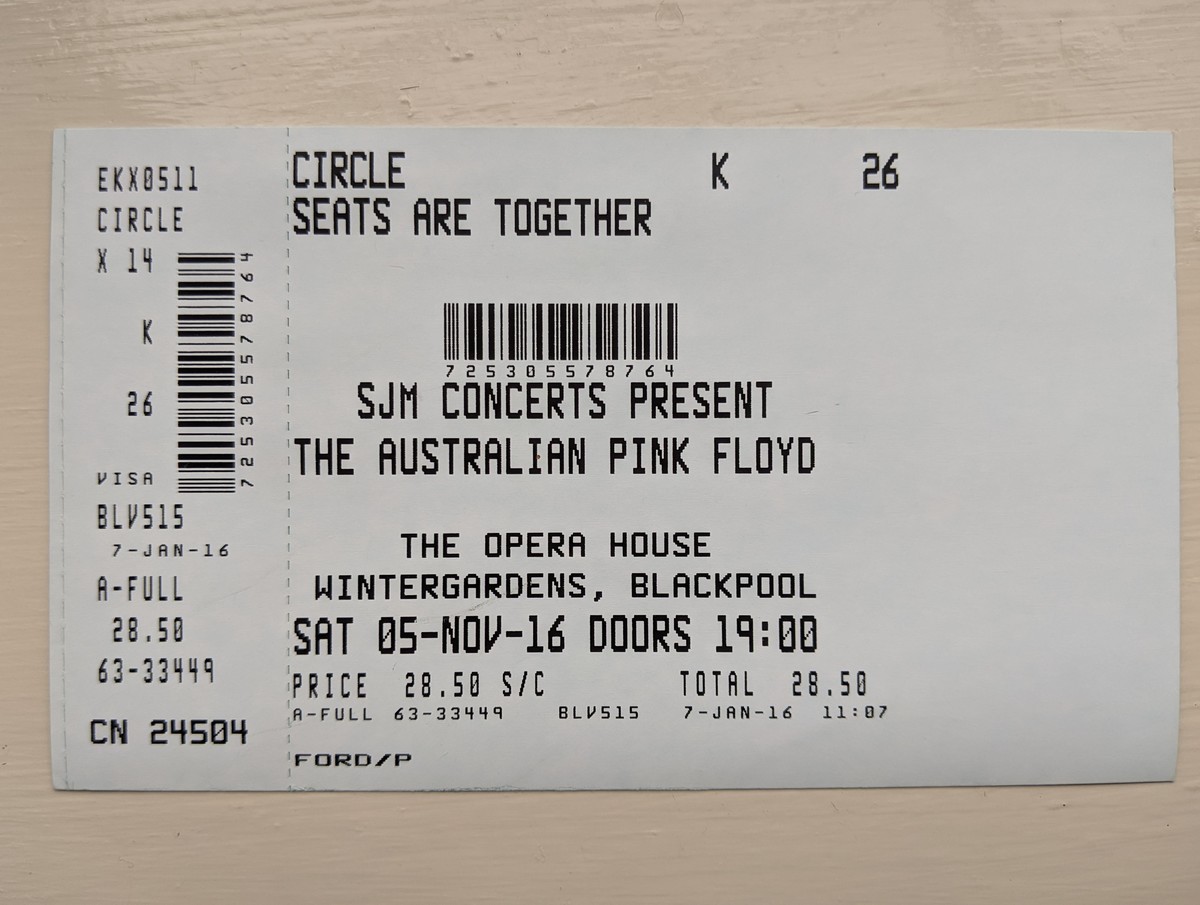 EKX0511
CIRCLE
X 14
K
26
VISA
BLV515
7-JAN-16
A-FULL
28.50
63-33449
CN 24504
725305578764
CIRCLE K 26
SEATS ARE TOGETHER
725305578764
SJM CONCERTS PRESENT
THE AUSTRALIAN PINK FLOYD
THE OPERA HOUSE
WINTERGARDENS, BLACKPOOL
SAT 05-NOV-16 DOORS 19:00
PRICE 28.50 S/C TOTAL 28.50
A-FULL 63-33449 BLV515 7-JAN-16 11:07
FORD/P